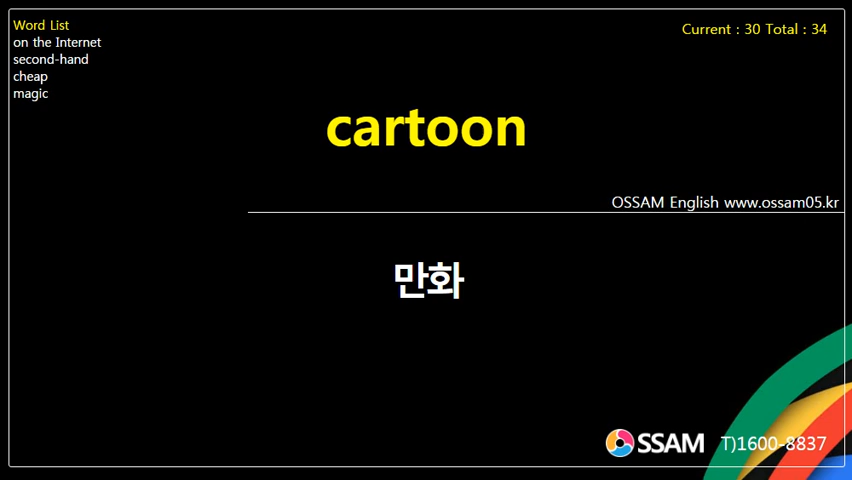 Word List
on the Internet
second-hand
cheap
magic
Current : 30 Total : 34
cartoon
OSSAM English www.ossam05.kr
만화
OSSAM T)1600-8837